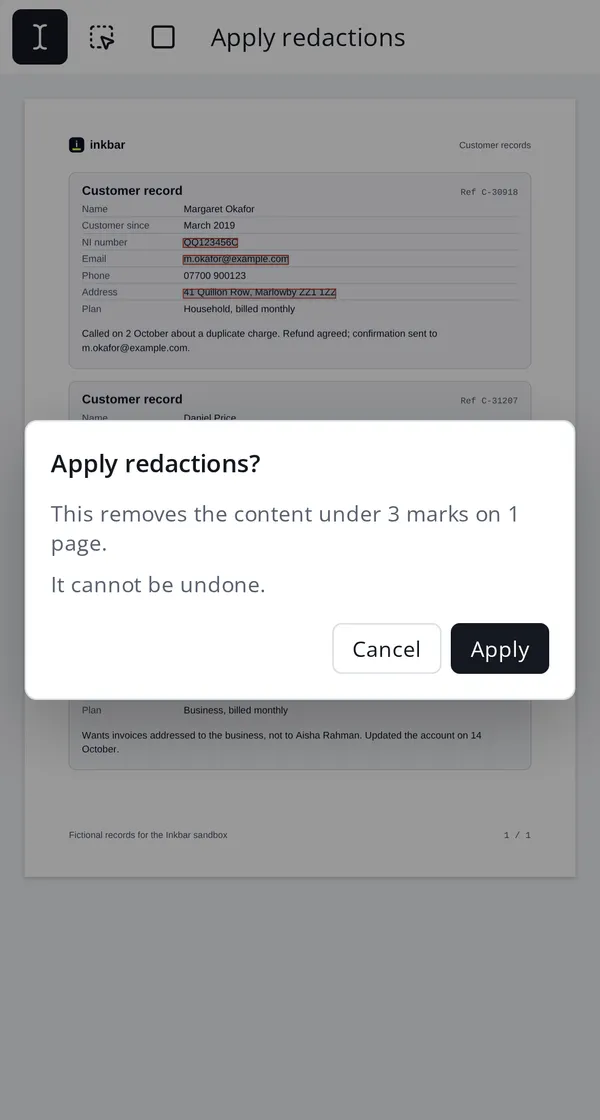 Apply redactions
inkbar
Customer records
Customer record
Ref C-30918
Name Margaret Okafor
Customer since March 2019
NI number QQ123456C
Email m.okafor@example.com
Phone 07700 900123
Address 41 Quillon Row, Marlowby ZZ1 1ZZ
Plan Household, billed monthly
Called on 2 October about a duplicate charge. Refund agreed; confirmation sent to
m.okafor@example.com.
Customer record
Ref C-31207
Name Daniel Price
Apply redactions?
This removes the content under 3 marks on 1
page.
It cannot be undone.
Cancel
Apply
Plan Business, billed monthly
Wants invoices addressed to the business, not to Aisha Rahman. Updated the account on 14
October.
Fictional records for the Inkbar sandbox
1 / 1